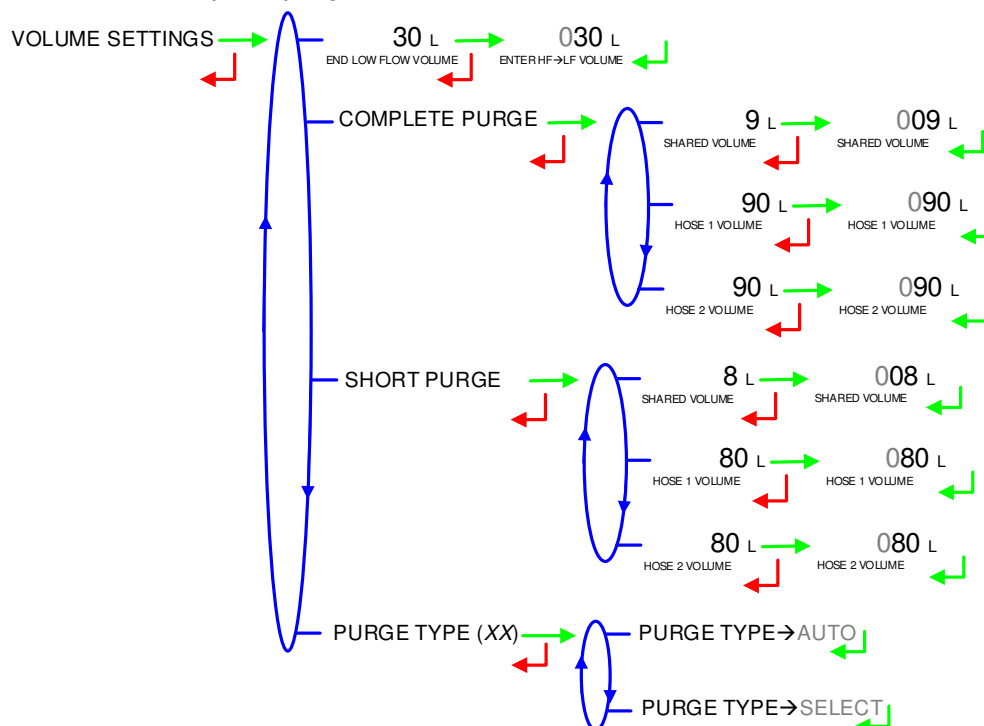 VOLUME SETTINGS
30 L
END LOW FLOW VOLUME
030 L
ENTER HF→LF VOLUME
COMPLETE PURGE
9 L
SHARED VOLUME
009 L
SHARED VOLUME
90 L
HOSE 1 VOLUME
090 L
HOSE 1 VOLUME
90 L
HOSE 2 VOLUME
090 L
HOSE 2 VOLUME
SHORT PURGE
8 L
SHARED VOLUME
008 L
SHARED VOLUME
80 L
HOSE 1 VOLUME
080 L
HOSE 1 VOLUME
80 L
HOSE 2 VOLUME
080 L
HOSE 2 VOLUME
PURGE TYPE (XX)
PURGE TYPE→AUTO
PURGE TYPE→SELECT